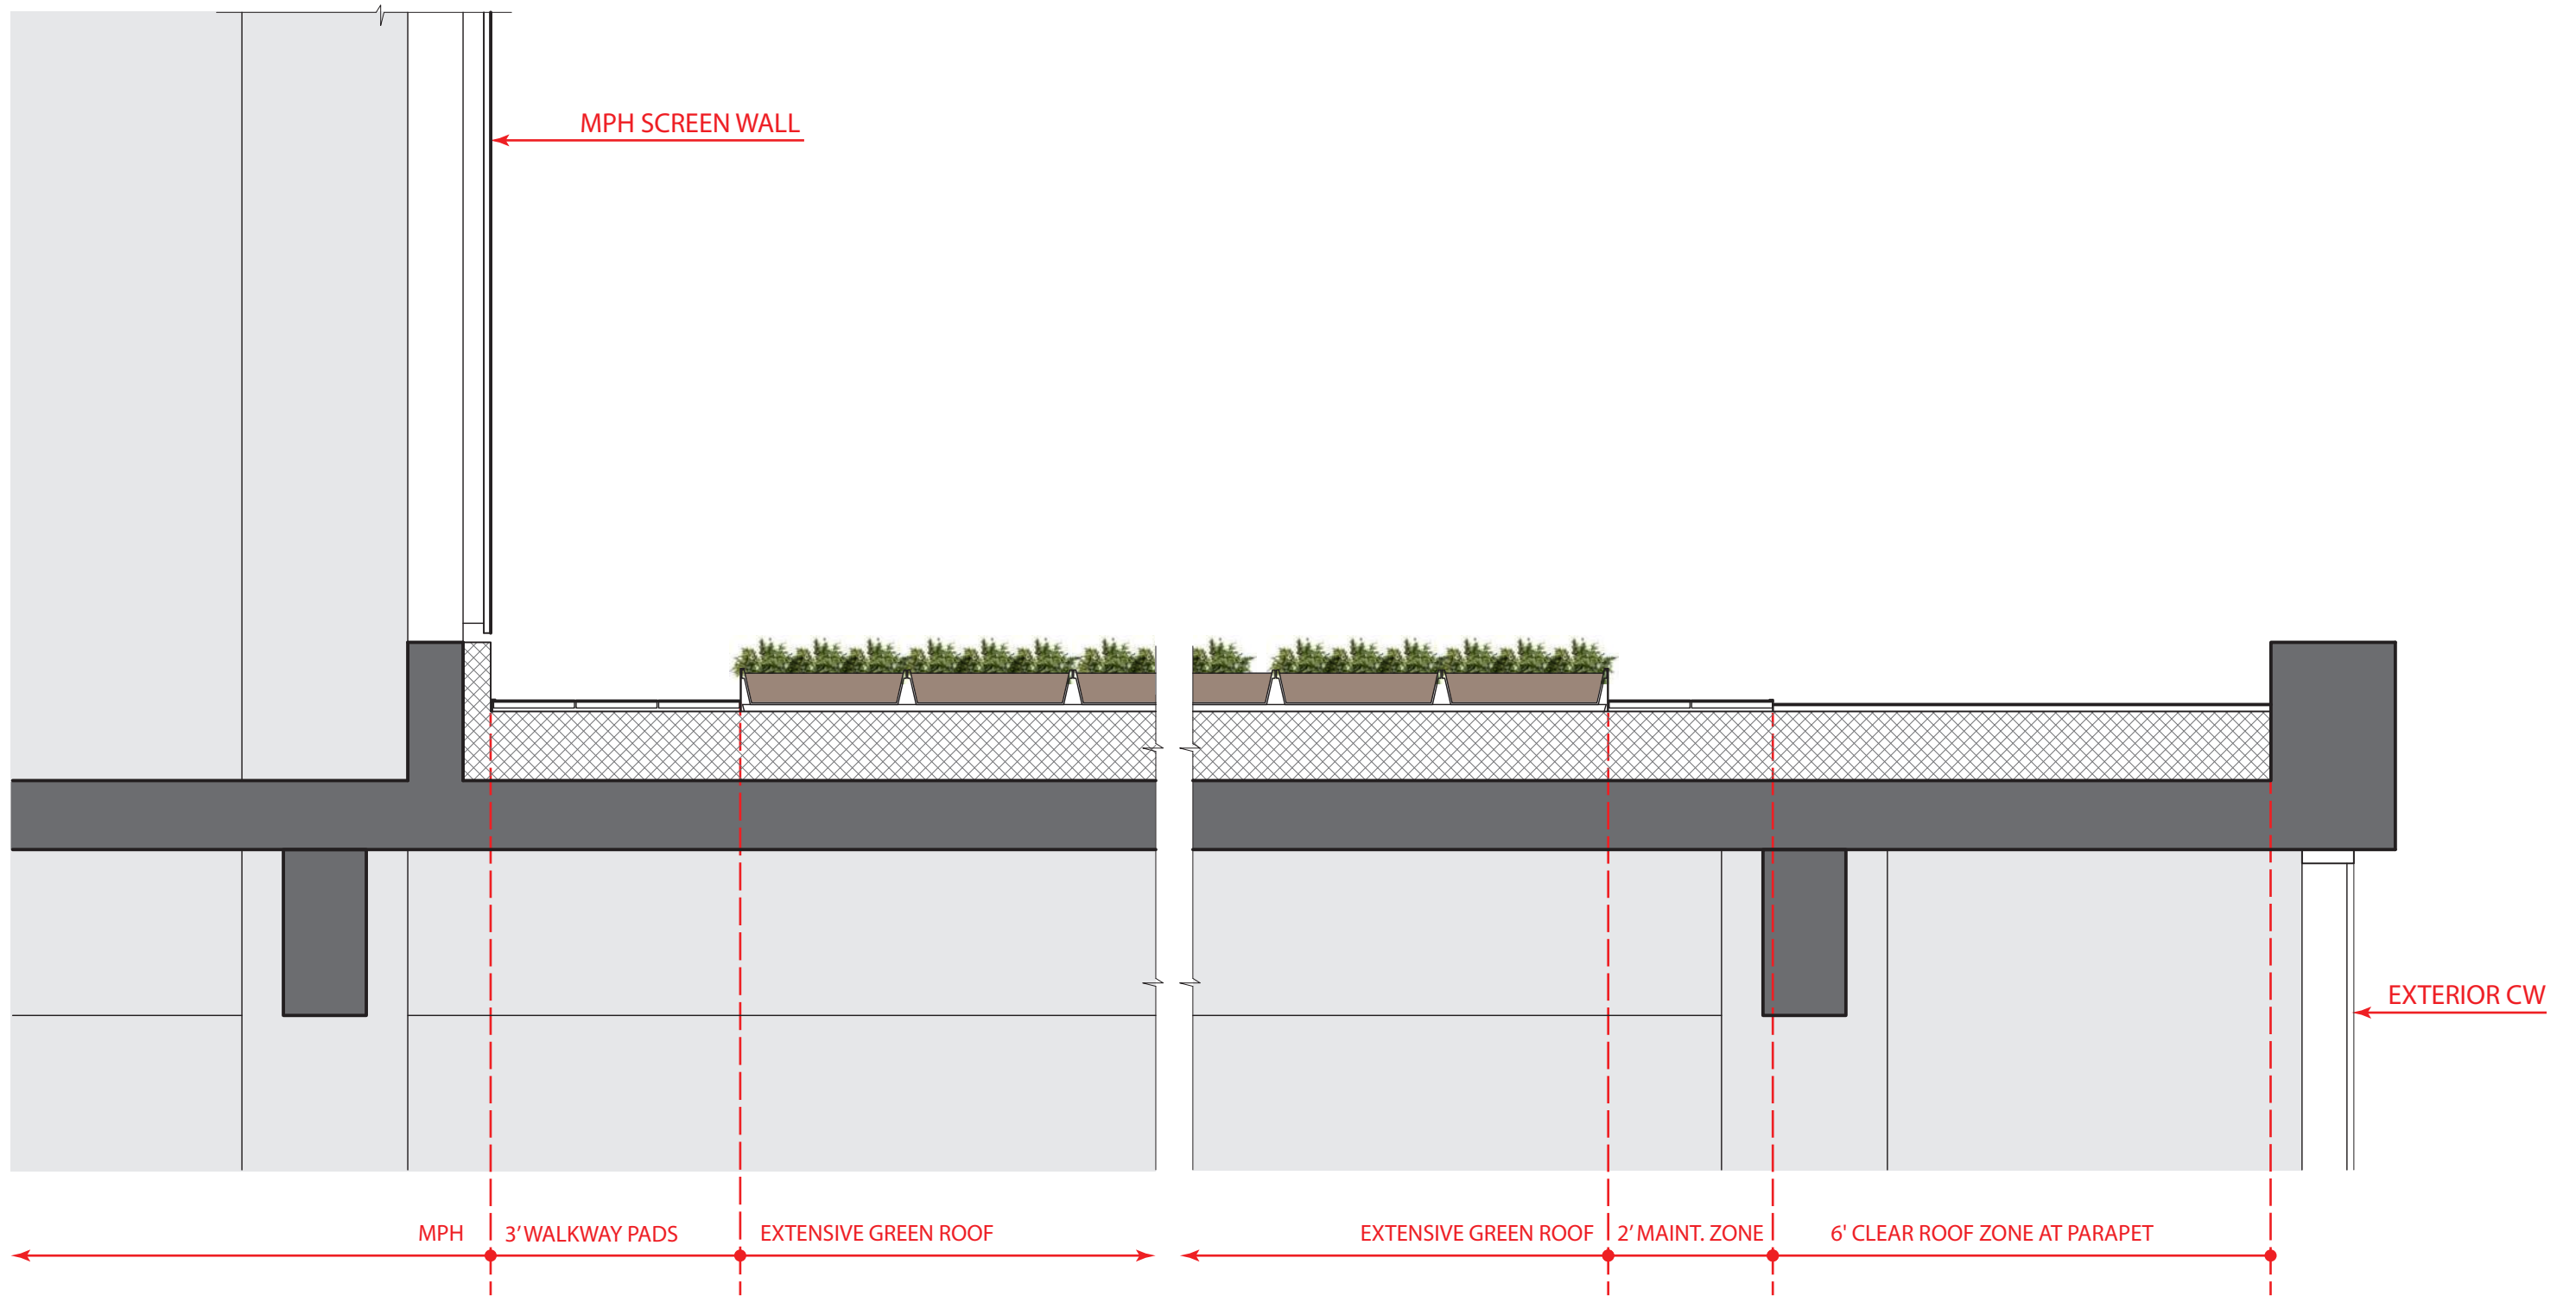 MPH SCREEN WALL
EXTERIOR CW
MPH
3’ WALKWAY PADS
EXTENSIVE GREEN ROOF
EXTENSIVE GREEN ROOF
2’ MAINT. ZONE
6' CLEAR ROOF ZONE AT PARAPET